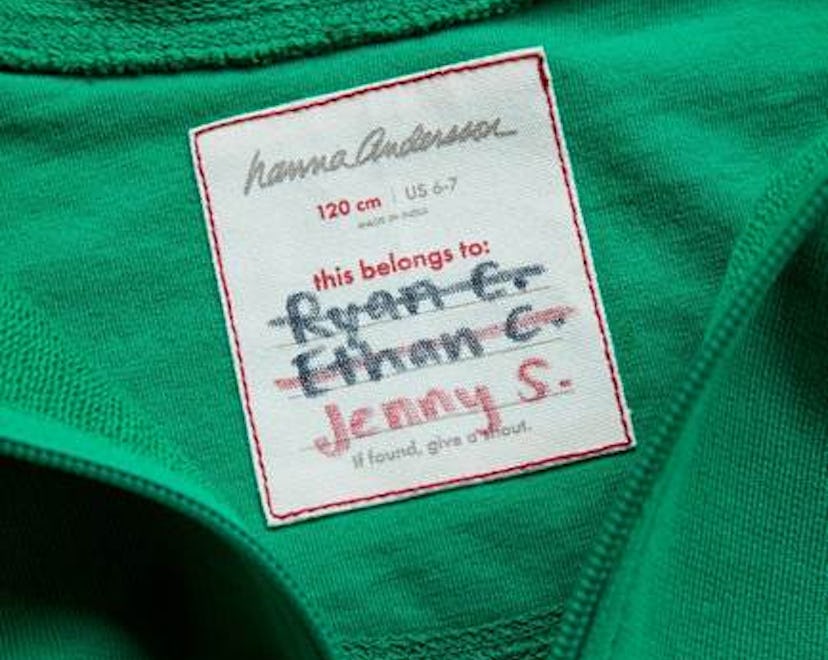 hanna Andersson
120 cm | US 6-7
MADE IN INDIA
this belongs to:
Ryan C.
Ethan C.
Jenny S.
If found, give a shout.